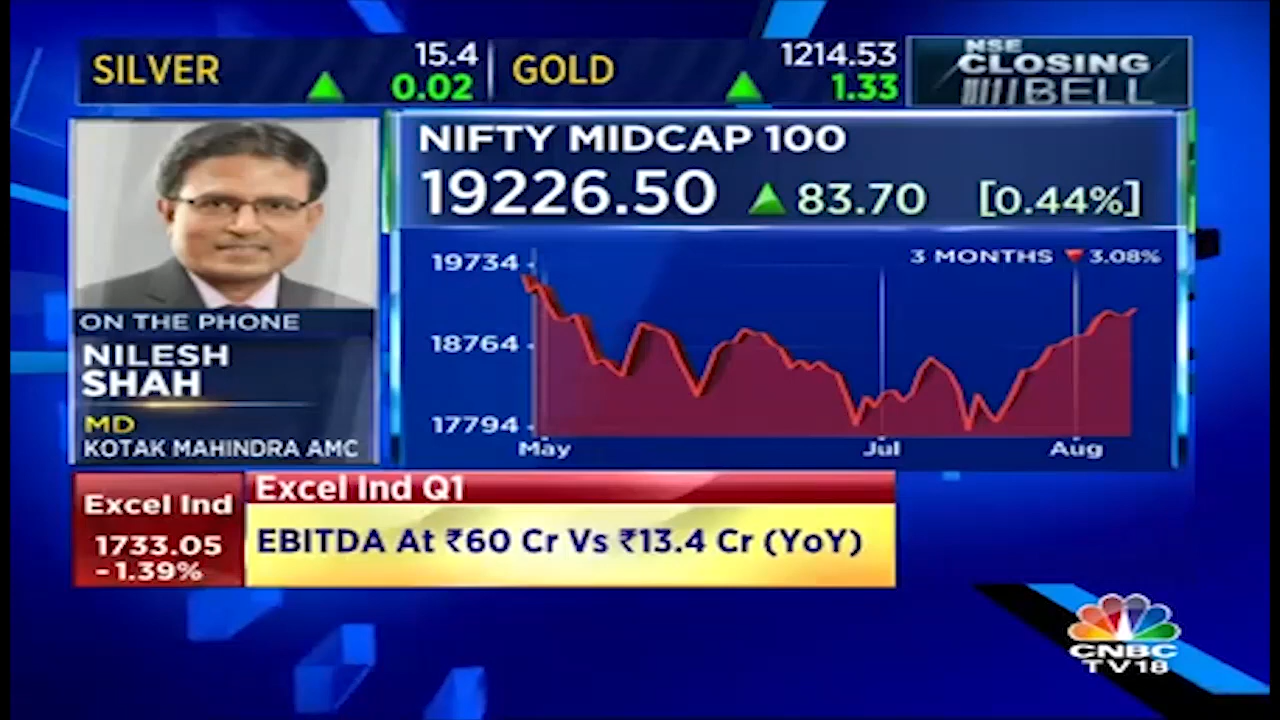 SILVER 15.4 ▲ 0.02
GOLD 1214.53 ▲ 1.33
NSE
CLOSING
BELL
NIFTY MIDCAP 100
19226.50 ▲ 83.70 [0.44%]
3 MONTHS ▼ 3.08%
19734
18764
17794
May Jul Aug
ON THE PHONE
NILESH
SHAH
MD
KOTAK MAHINDRA AMC
Excel Ind
1733.05
-1.39%
Excel Ind Q1
EBITDA At ₹60 Cr Vs ₹13.4 Cr (YoY)
CNBC
TV18